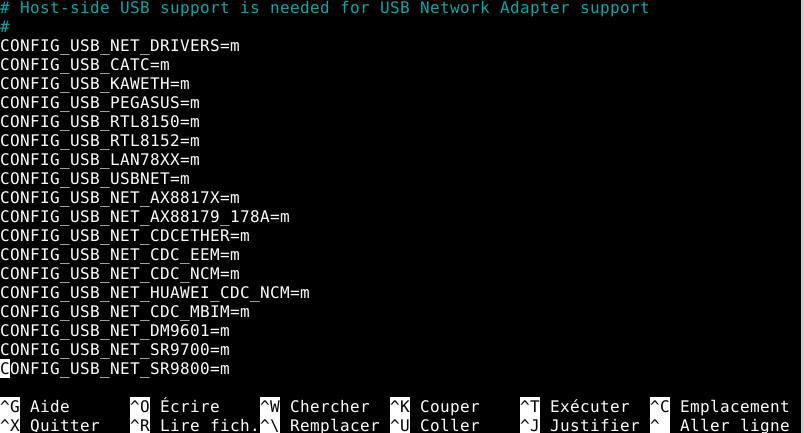 # Host-side USB support is needed for USB Network Adapter support
#
CONFIG_USB_NET_DRIVERS=m
CONFIG_USB_CATC=m
CONFIG_USB_KAWETH=m
CONFIG_USB_PEGASUS=m
CONFIG_USB_RTL8150=m
CONFIG_USB_RTL8152=m
CONFIG_USB_LAN78XX=m
CONFIG_USB_USBNET=m
CONFIG_USB_NET_AX8817X=m
CONFIG_USB_NET_AX88179_178A=m
CONFIG_USB_NET_CDCETHER=m
CONFIG_USB_NET_CDC_EEM=m
CONFIG_USB_NET_CDC_NCM=m
CONFIG_USB_NET_HUAWEI_CDC_NCM=m
CONFIG_USB_NET_CDC_MBIM=m
CONFIG_USB_NET_DM9601=m
CONFIG_USB_NET_SR9700=m
CONFIG_USB_NET_SR9800=m
^G Aide ^O Écrire ^W Chercher ^K Couper ^T Exécuter ^C Emplacement
^X Quitter ^R Lire fich. ^\ Remplacer ^U Coller ^J Justifier ^ Aller ligne